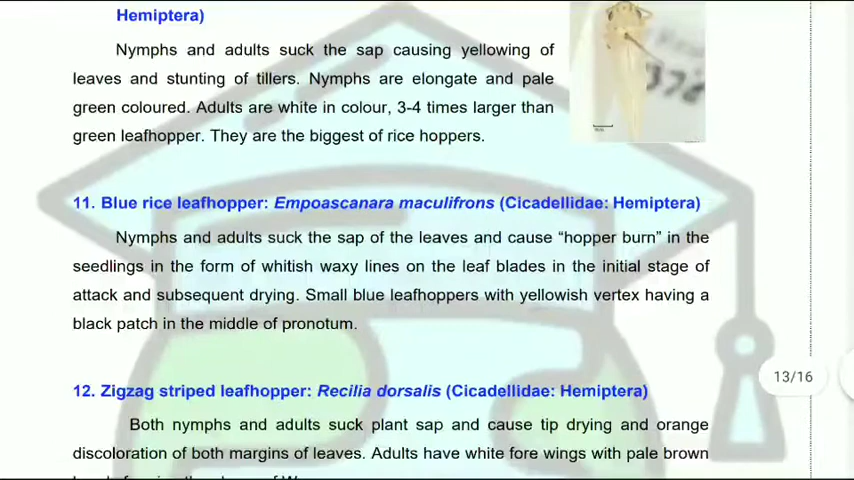 Hemiptera)
Nymphs and adults suck the sap causing yellowing of
leaves and stunting of tillers. Nymphs are elongate and pale
green coloured. Adults are white in colour, 3-4 times larger than
green leafhopper. They are the biggest of rice hoppers.
11. Blue rice leafhopper: Empoascanara maculifrons (Cicadellidae: Hemiptera)
Nymphs and adults suck the sap of the leaves and cause “hopper burn” in the
seedlings in the form of whitish waxy lines on the leaf blades in the initial stage of
attack and subsequent drying. Small blue leafhoppers with yellowish vertex having a
black patch in the middle of pronotum.
13/16
12. Zigzag striped leafhopper: Recilia dorsalis (Cicadellidae: Hemiptera)
Both nymphs and adults suck plant sap and cause tip drying and orange
discoloration of both margins of leaves. Adults have white fore wings with pale brown